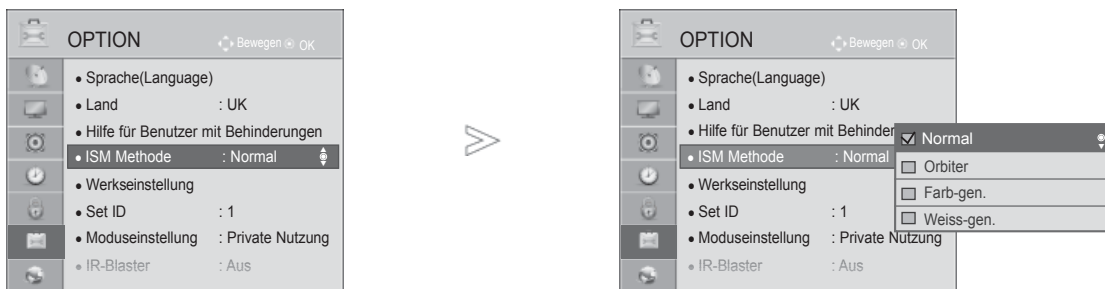 OPTION
Bewegen OK
• Sprache(Language)
• Land : UK
• Hilfe für Benutzer mit Behinderungen
• ISM Methode : Normal
• Werkseinstellung
• Set ID : 1
• Moduseinstellung : Private Nutzung
• IR-Blaster : Aus
OPTION
Bewegen OK
• Sprache(Language)
• Land : UK
• Hilfe für Benutzer mit Behinder
• ISM Methode : Normal
• Werkseinstellung
• Set ID : 1
• Moduseinstellung : Private Nutzung
• IR-Blaster : Aus
Normal
Orbiter
Farb-gen.
Weiss-gen.